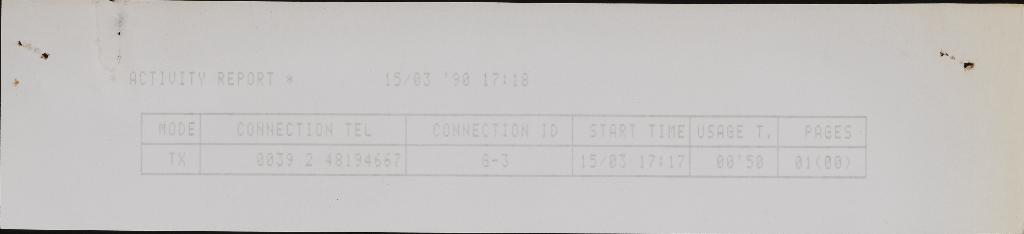 ACTIVITY REPORT * 15/03 '90 17:18
MODE CONNECTION TEL CONNECTION ID START TIME USAGE T. PAGES
TX 0039 2 48194667 G-3 15/03 17:17 00'50 01(00)